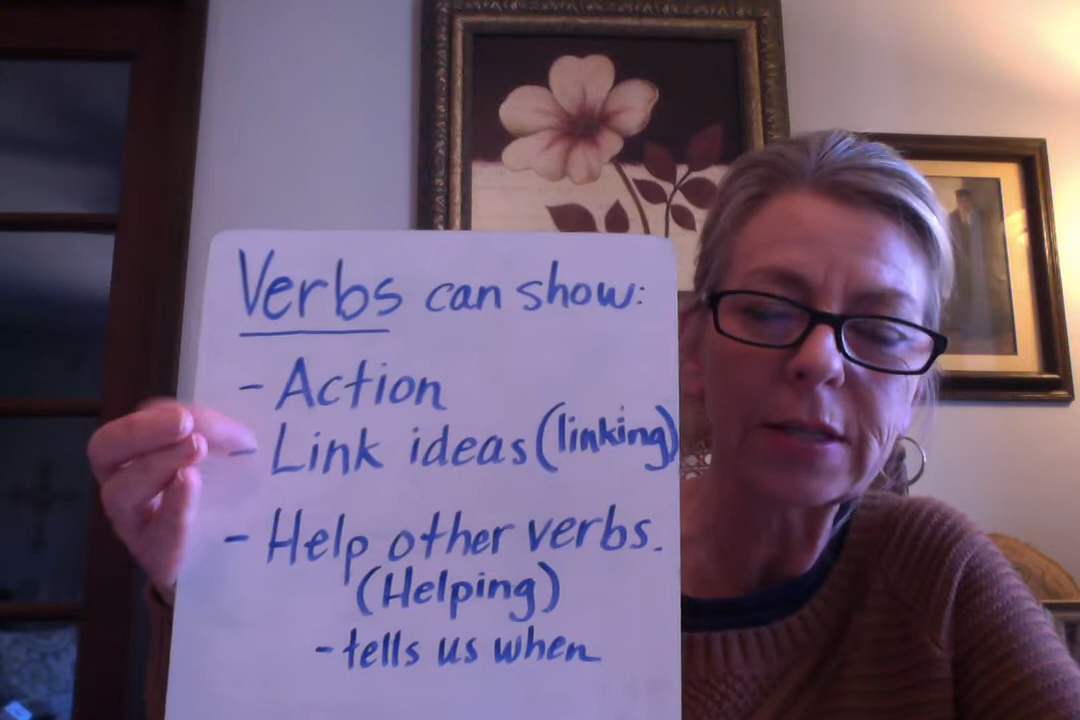 Verbs can show:
- Action
- Link ideas (linking)
- Help other verbs.
(Helping)
- tells us when